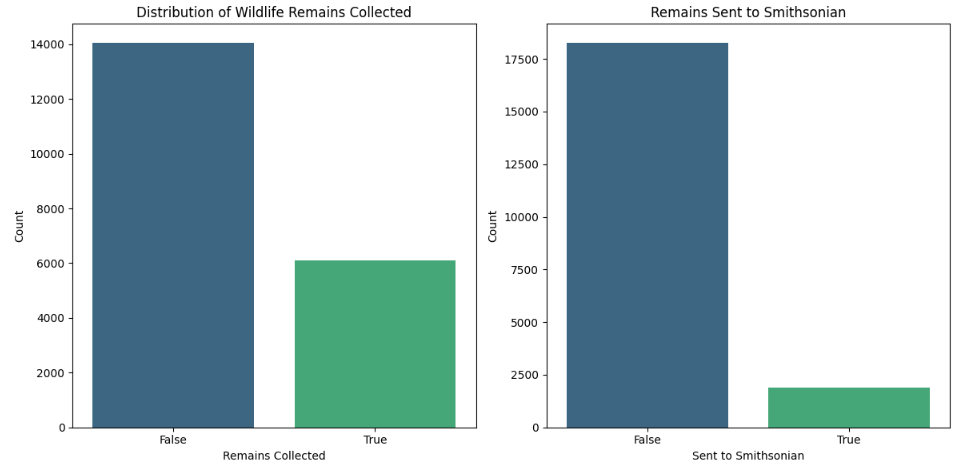 Distribution of Wildlife Remains Collected
14000
12000
10000
8000
6000
4000
2000
0
Count
False
True
Remains Collected
Remains Sent to Smithsonian
17500
15000
12500
10000
7500
5000
2500
0
Count
False
True
Sent to Smithsonian